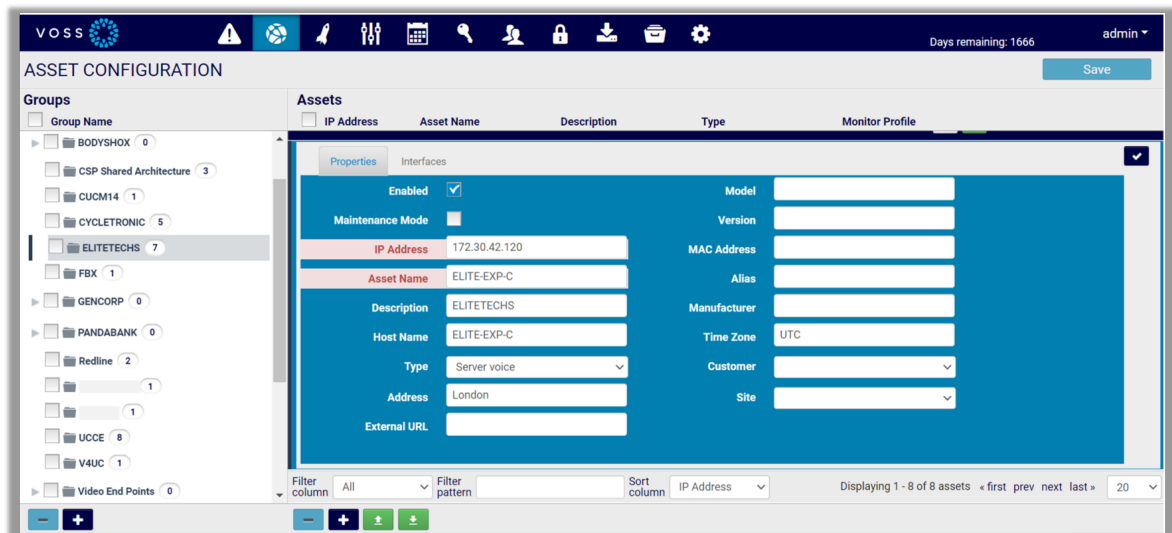 VOSS
Days remaining: 1666
admin
ASSET CONFIGURATION
Save
Groups
Group Name
BODYSHOX 0
CSP Shared Architecture 3
CUCM14 1
CYCLETRONIC 5
ELITETECHS 7
FBX 1
GENCORP 0
PANDABANK 0
Redline 2
1
1
UCCE 8
V4UC 1
Video End Points 0
Assets
IP Address Asset Name Description Type Monitor Profile
Properties Interfaces
Enabled
Maintenance Mode
IP Address 172.30.42.120
Asset Name ELITE-EXP-C
Description ELITETECHS
Host Name ELITE-EXP-C
Type Server voice
Address London
External URL
Model
Version
MAC Address
Alias
Manufacturer
Time Zone UTC
Customer
Site
Filter column All Filter pattern Sort column IP Address Displaying 1 - 8 of 8 assets « first prev next last » 20